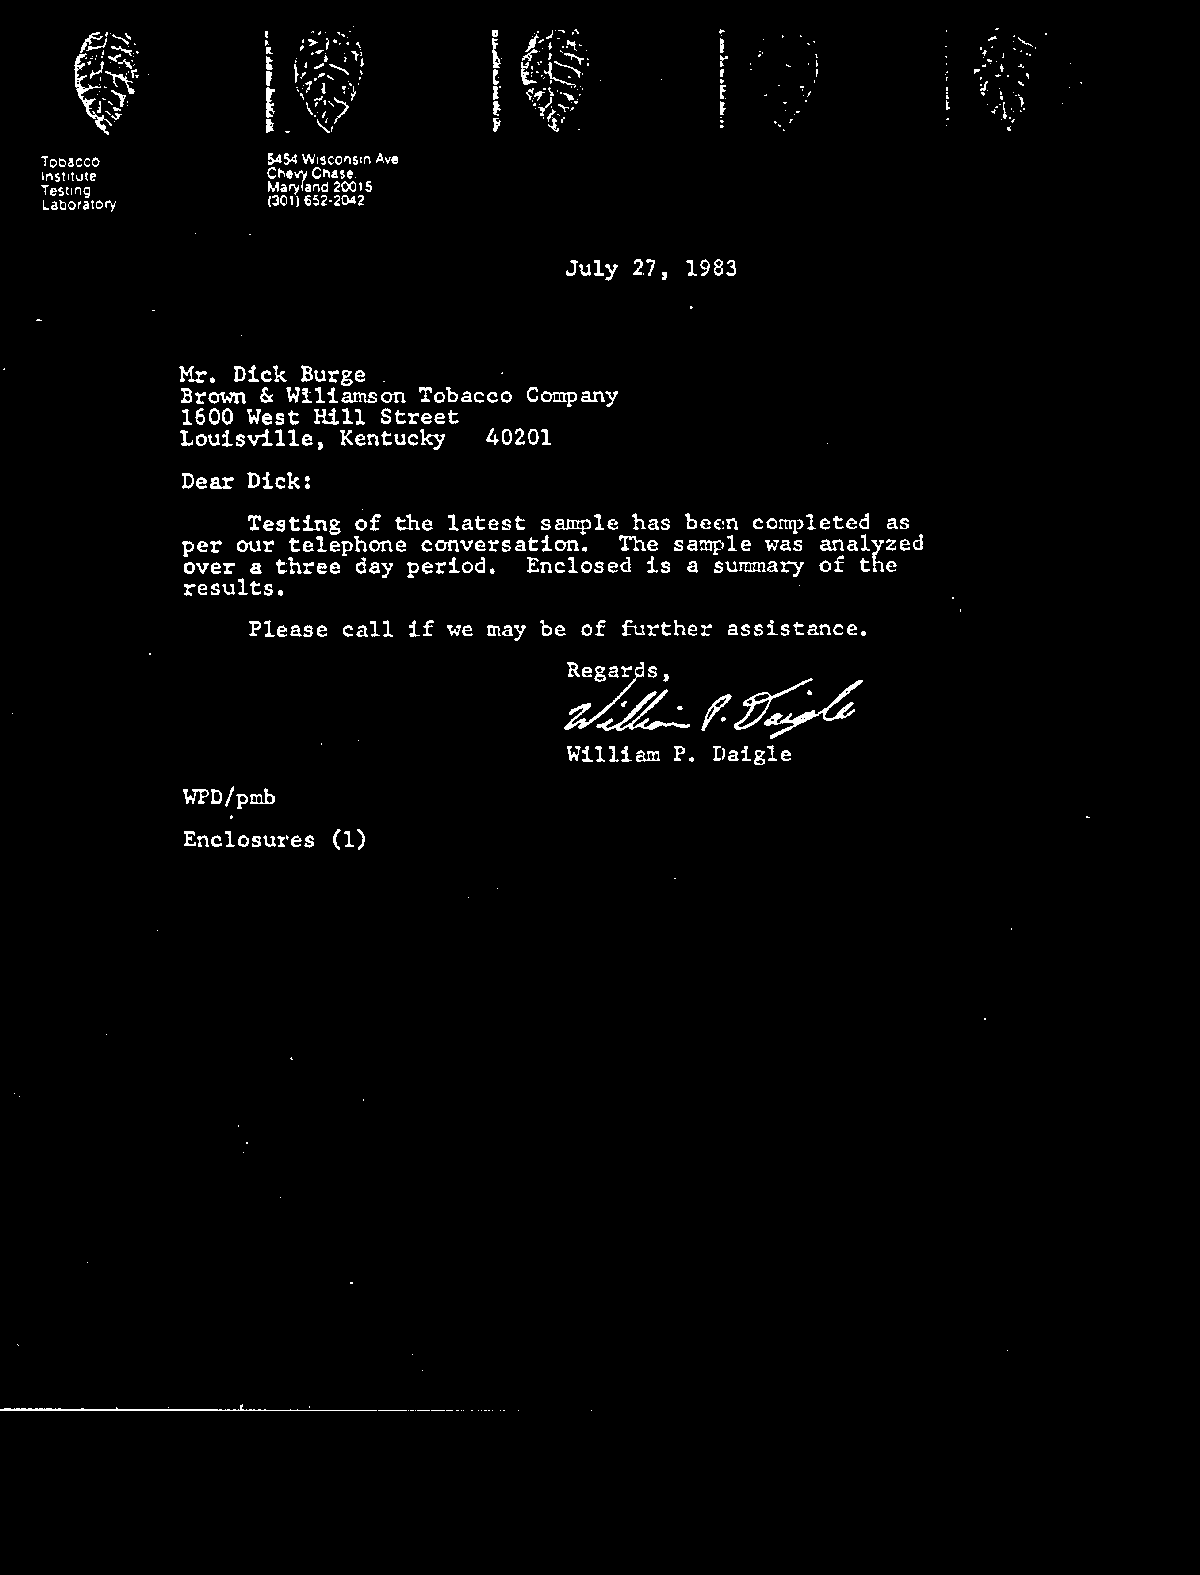 Tobacco
Institute
Testing
Laboratory
5454 Wisconsin Ave
Chevy Chase,
Maryland 20015
(301) 652-2042
July 27, 1983
Mr. Dick Burge
Brown & Williamson Tobacco Company
1600 West Hill Street
Louisville, Kentucky 40201
Dear Dick:
Testing of the latest sample has been completed as
per our telephone conversation. The sample was analyzed
over a three day period. Enclosed is a summary of the
results.
Please call if we may be of further assistance.
Regards,
William P. Daigle
William P. Daigle
WPD/pmb
Enclosures (1)